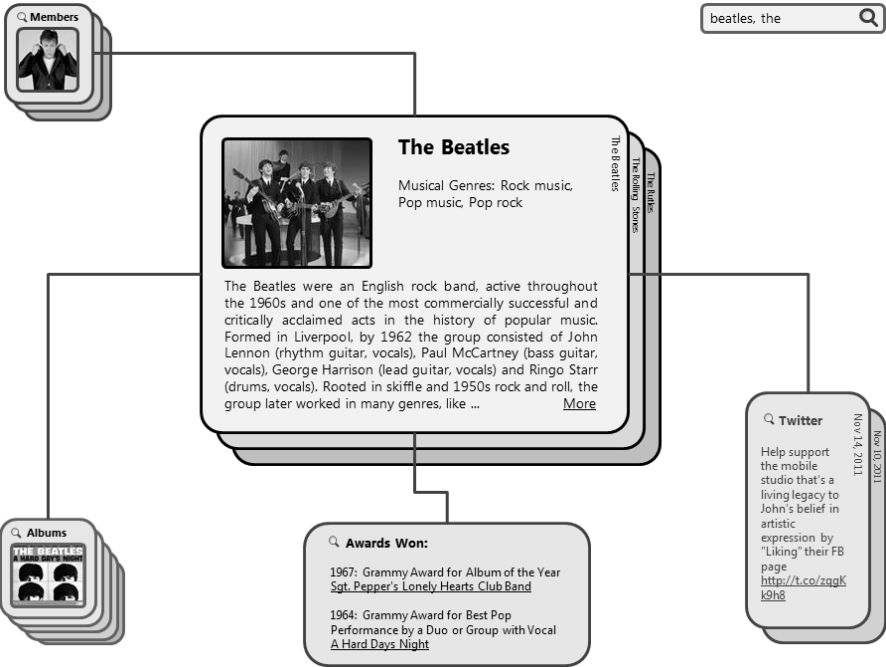 Members
beatles, the
The Beatles
Musical Genres: Rock music,
Pop music, Pop rock
The Beatles
The Rolling Stones
The Rutles
The Beatles were an English rock band, active throughout
the 1960s and one of the most commercially successful and
critically acclaimed acts in the history of popular music.
Formed in Liverpool, by 1962 the group consisted of John
Lennon (rhythm guitar, vocals), Paul McCartney (bass guitar,
vocals), George Harrison (lead guitar, vocals) and Ringo Starr
(drums, vocals). Rooted in skiffle and 1950s rock and roll, the
group later worked in many genres, like ... More
Twitter
Nov 14, 2011
Nov 10, 2011
Help support
the mobile
studio that's a
living legacy to
John's belief in
artistic
expression by
"Liking" their FB
page
http://t.co/zqgK
k9h8
Albums
THE BEATLES
A HARD DAY'S NIGHT
Awards Won:
1967: Grammy Award for Album of the Year
Sgt. Pepper's Lonely Hearts Club Band
1964: Grammy Award for Best Pop
Performance by a Duo or Group with Vocal
A Hard Days Night